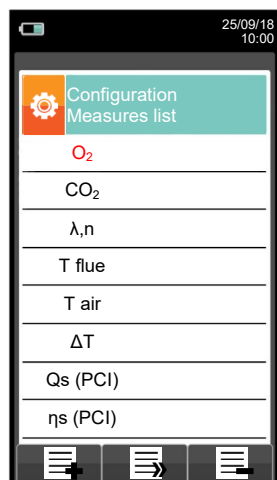 25/09/18
10:00
Configuration
Measures list
O₂
CO₂
λ,n
T flue
T air
ΔT
Qs (PCI)
ηs (PCI)